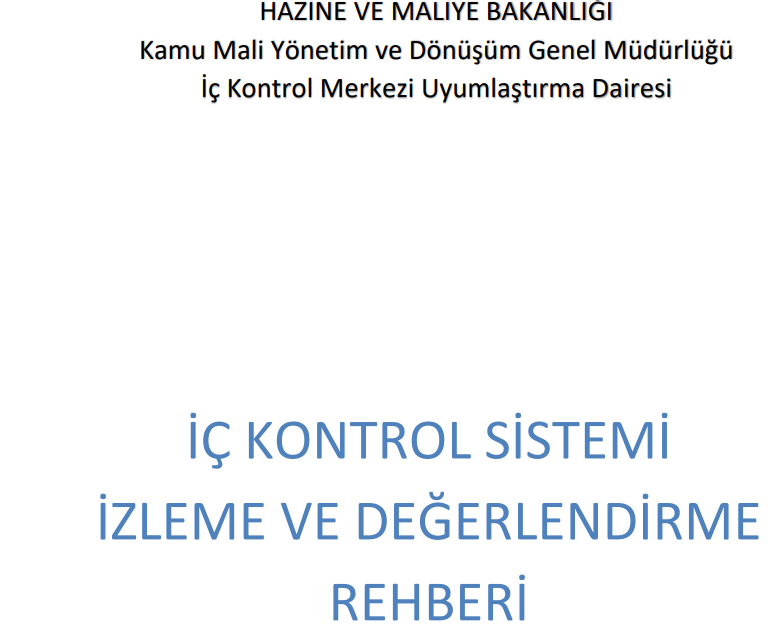 HAZİNE VE MALİYE BAKANLIĞI
Kamu Mali Yönetim ve Dönüşüm Genel Müdürlüğü
İç Kontrol Merkezi Uyumlaştırma Dairesi
İÇ KONTROL SİSTEMİ
İZLEME VE DEĞERLENDİRME
REHBERİ